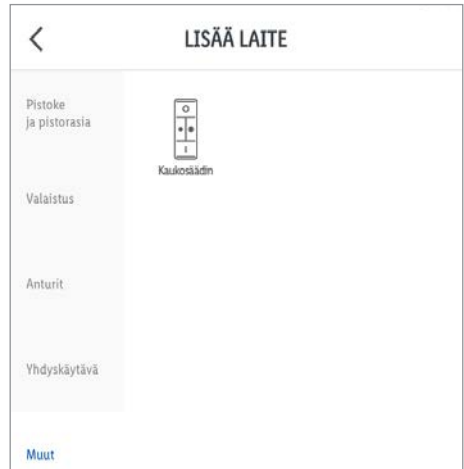 LISÄÄ LAITE
Pistoke
ja pistorasia
Kaukosäädin
Valaistus
Anturit
Yhdyskäytävä
Muut